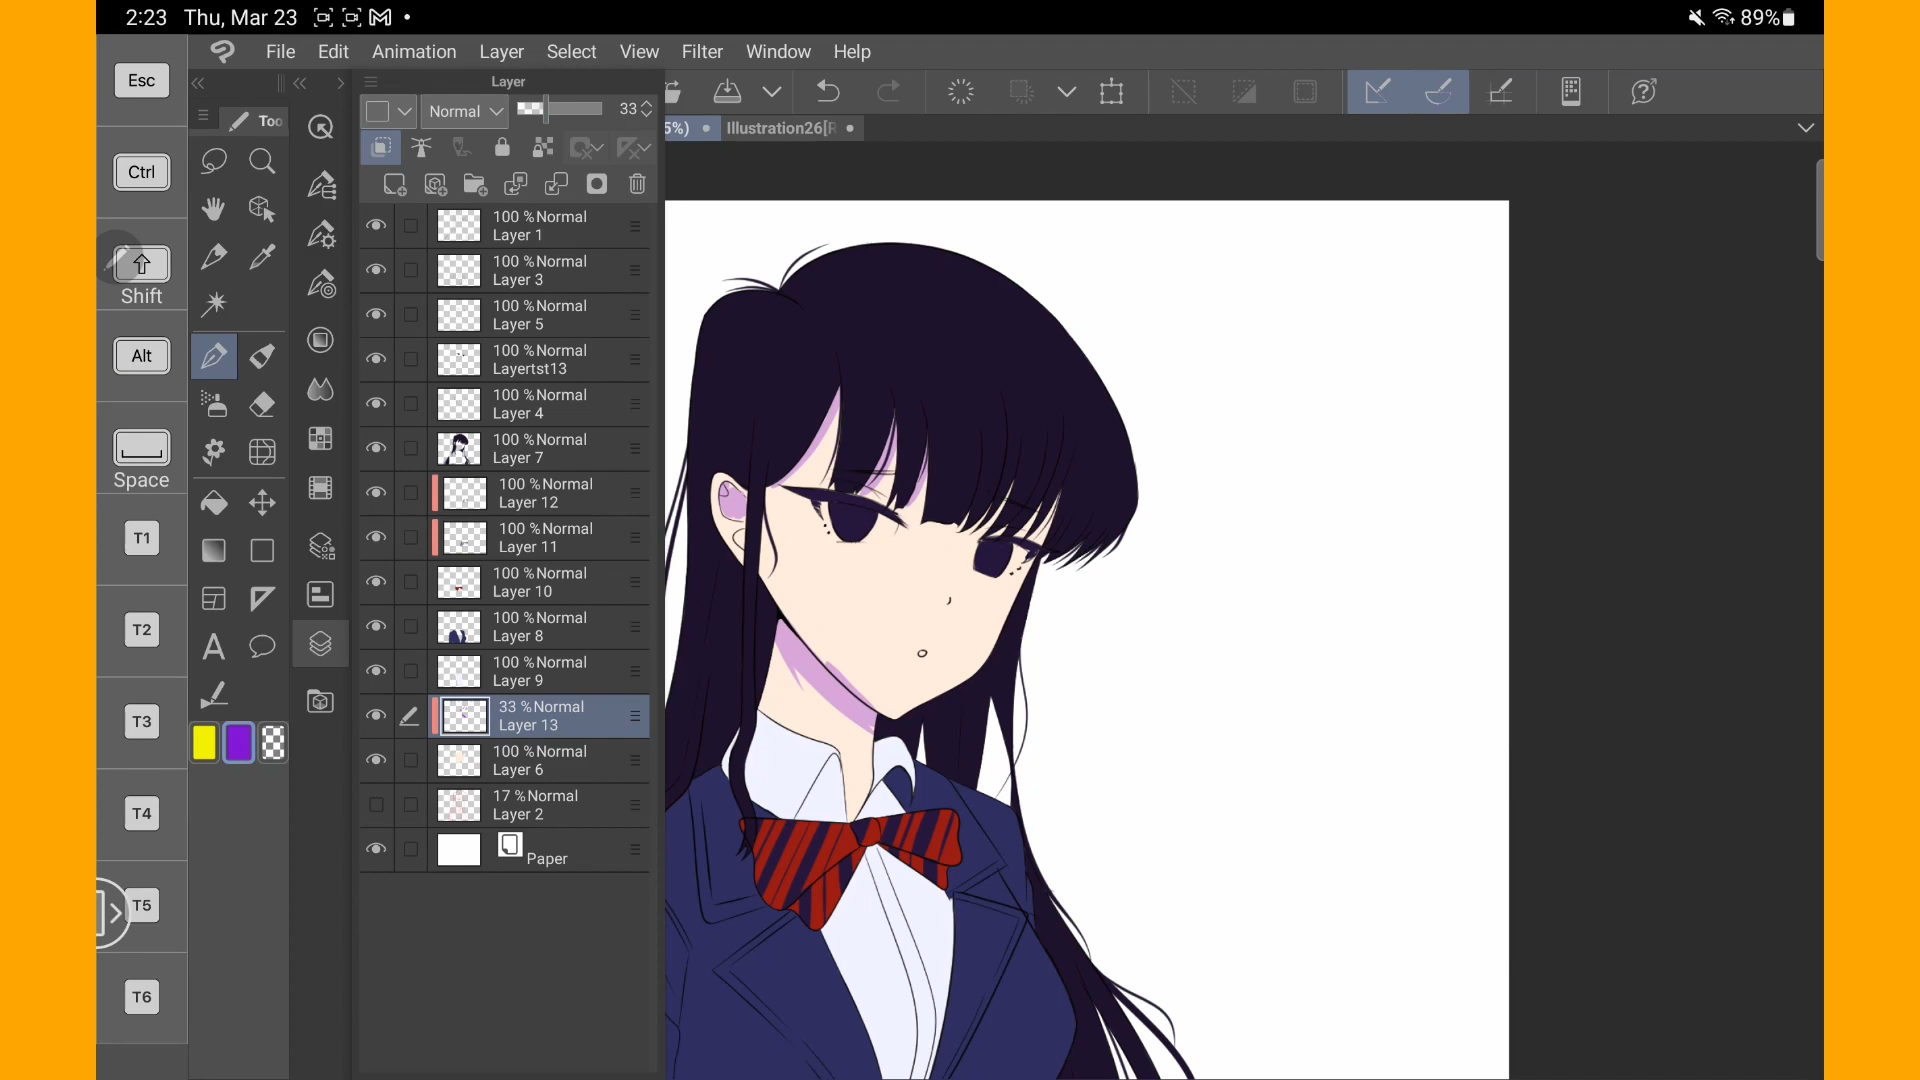 2:23 Thu, Mar 23
89%
File Edit Animation Layer Select View Filter Window Help
Esc
Ctrl
Shift
Alt
Space
T1
T2
T3
T4
T5
T6
Too
Layer
Normal 33
5%) Illustration26[R
100 %Normal
Layer 1
100 %Normal
Layer 3
100 %Normal
Layer 5
100 %Normal
Layertst13
100 %Normal
Layer 4
100 %Normal
Layer 7
100 %Normal
Layer 12
100 %Normal
Layer 11
100 %Normal
Layer 10
100 %Normal
Layer 8
100 %Normal
Layer 9
33 %Normal
Layer 13
100 %Normal
Layer 6
17 %Normal
Layer 2
Paper